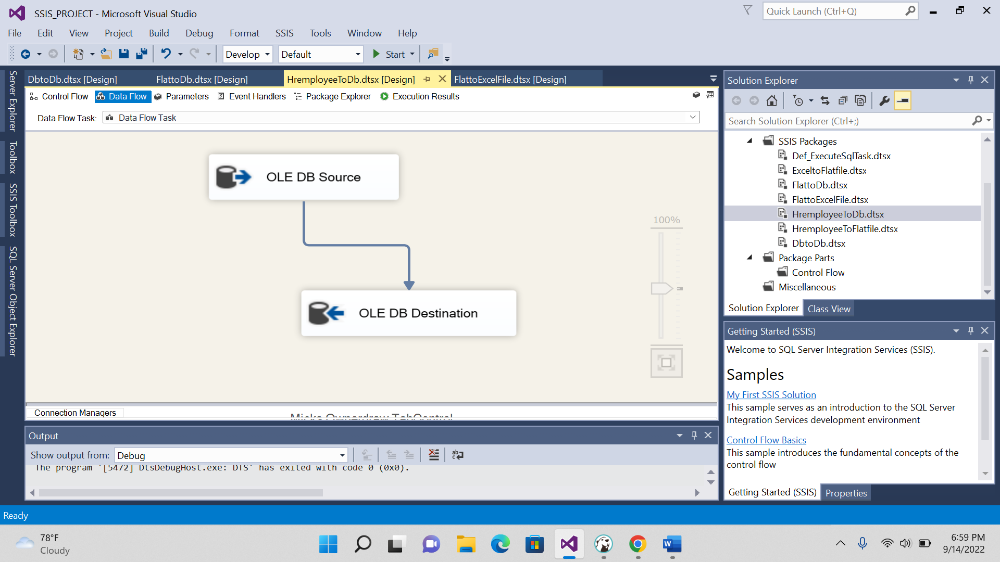 SSIS_PROJECT - Microsoft Visual Studio
Quick Launch (Ctrl+Q)
File Edit View Project Build Debug Format SSIS Tools Window Help
Develop Default Start
Server Explorer
Toolbox
SSIS Toolbox
SQL Server Object Explorer
DbtoDb.dtsx [Design] FlattoDb.dtsx [Design] HremployeeToDb.dtsx [Design] FlattoExcelFile.dtsx [Design]
Control Flow Data Flow Parameters Event Handlers Package Explorer Execution Results
Data Flow Task: Data Flow Task
OLE DB Source
100%
OLE DB Destination
Connection Managers
Micks Ownerdraw TabControl
Output
Show output from: Debug
The program '[5472] DtsDebugHost.exe: DTS' has exited with code 0 (0x0).
Solution Explorer
Search Solution Explorer (Ctrl+;)
SSIS Packages
Def_ExecuteSqlTask.dtsx
ExceltoFlatfile.dtsx
FlattoDb.dtsx
FlattoExcelFile.dtsx
HremployeeToDb.dtsx
HremployeeToFlatfile.dtsx
DbtoDb.dtsx
Package Parts
Control Flow
Miscellaneous
Solution Explorer Class View
Getting Started (SSIS)
Welcome to SQL Server Integration Services (SSIS).
Samples
My First SSIS Solution
This sample serves as an introduction to the SQL Server
Integration Services development environment
Control Flow Basics
This sample introduces the fundamental concepts of the
control flow
Getting Started (SSIS) Properties
Ready
78°F
Cloudy
6:59 PM
9/14/2022